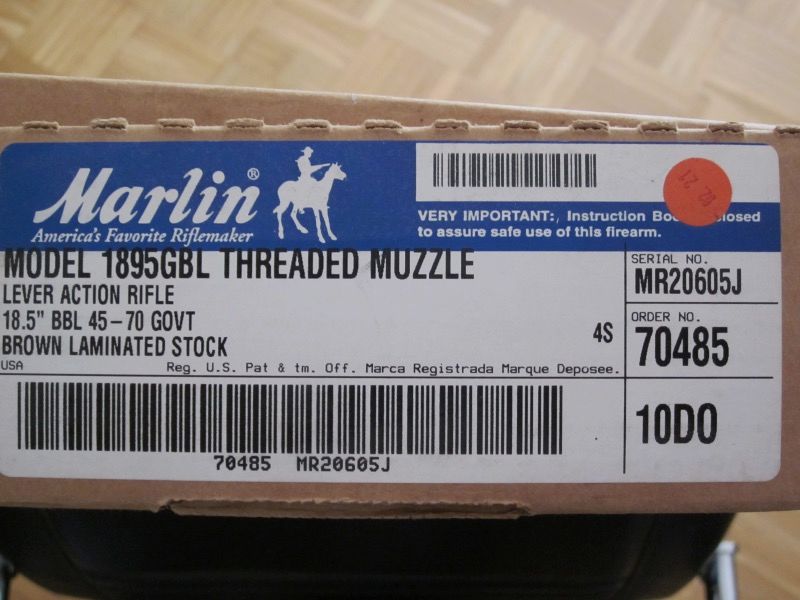 Marlin®
America's Favorite Riflemaker
VERY IMPORTANT:, Instruction losed
to assure safe use of this firearm.
MODEL 1895GBL THREADED MUZZLE
LEVER ACTION RIFLE
18.5" BBL 45-70 GOVT
BROWN LAMINATED STOCK
4S
USA
Reg. U.S. Pat & tm. Off. Marca Registrada Marque Deposee.
SERIAL NO.
MR20605J
ORDER NO.
70485
10DO
70485 MR20605J